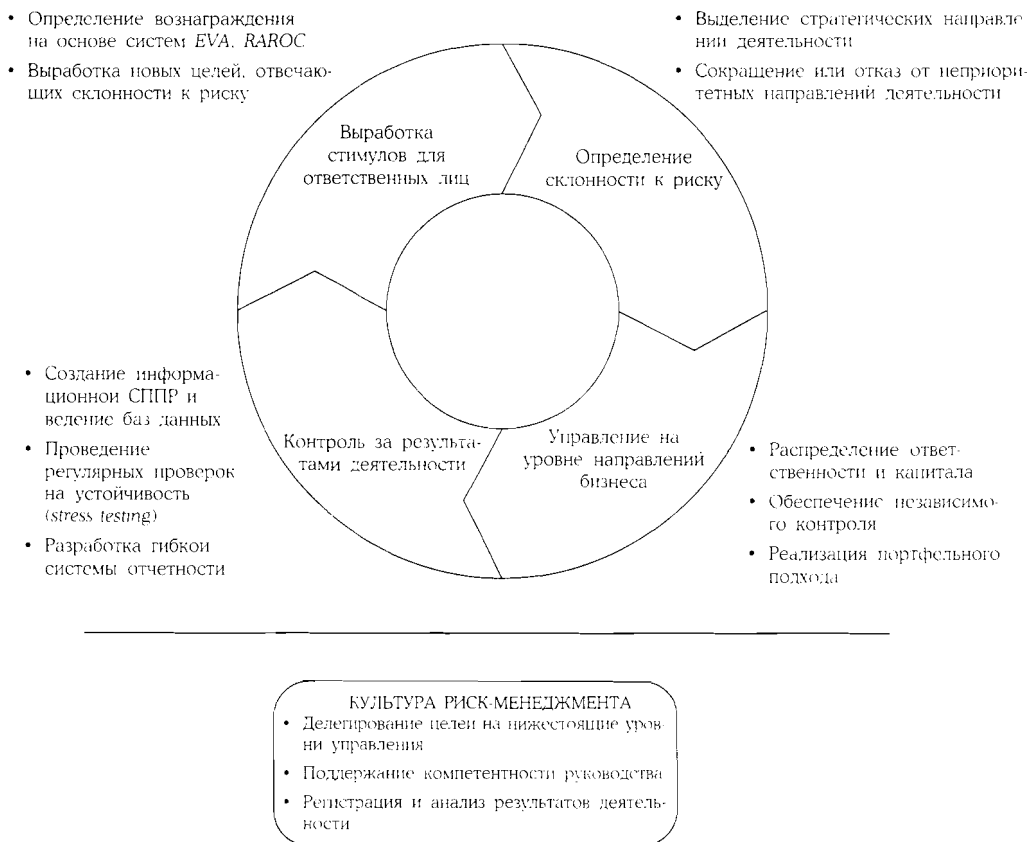 • Определение вознаграждения
на основе систем EVA, RAROC
• Выработка новых целей, отвечаю-
щих склонности к риску
• Выделение стратегических направле
нии деятельности
• Сокращение или отказ от неприори-
тетных направлений деятельности
Выработка
стимулов для
ответственных лиц
Определение
склонности к риску
• Создание информа-
ционной СППР и
ведение баз данных
• Проведение
регулярных проверок
на устойчивость
(stress testing)
• Разработка гибкой
системы отчетности
Контроль за результа-
тами деятельности
Управление на
уровне направлений
бизнеса
• Распределение ответ-
ственности и капитала
• Обеспечение независимо-
го контроля
• Реализация портфельного
подхода
КУЛЬТУРА РИСК-МЕНЕДЖМЕНТА
• Делегирование целей на нижестоящие уров-
ни управления
• Поддержание компетентности руководства
• Регистрация и анализ результатов деятель-
ности